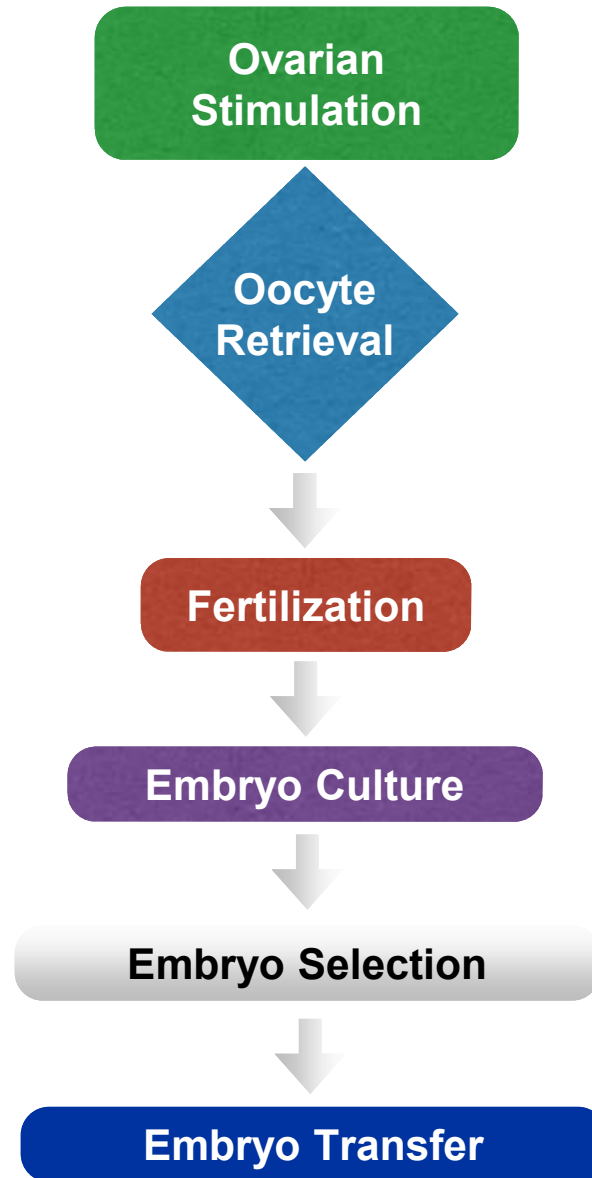 Ovarian
Stimulation
Oocyte
Retrieval
Fertilization
Embryo Culture
Embryo Selection
Embryo Transfer